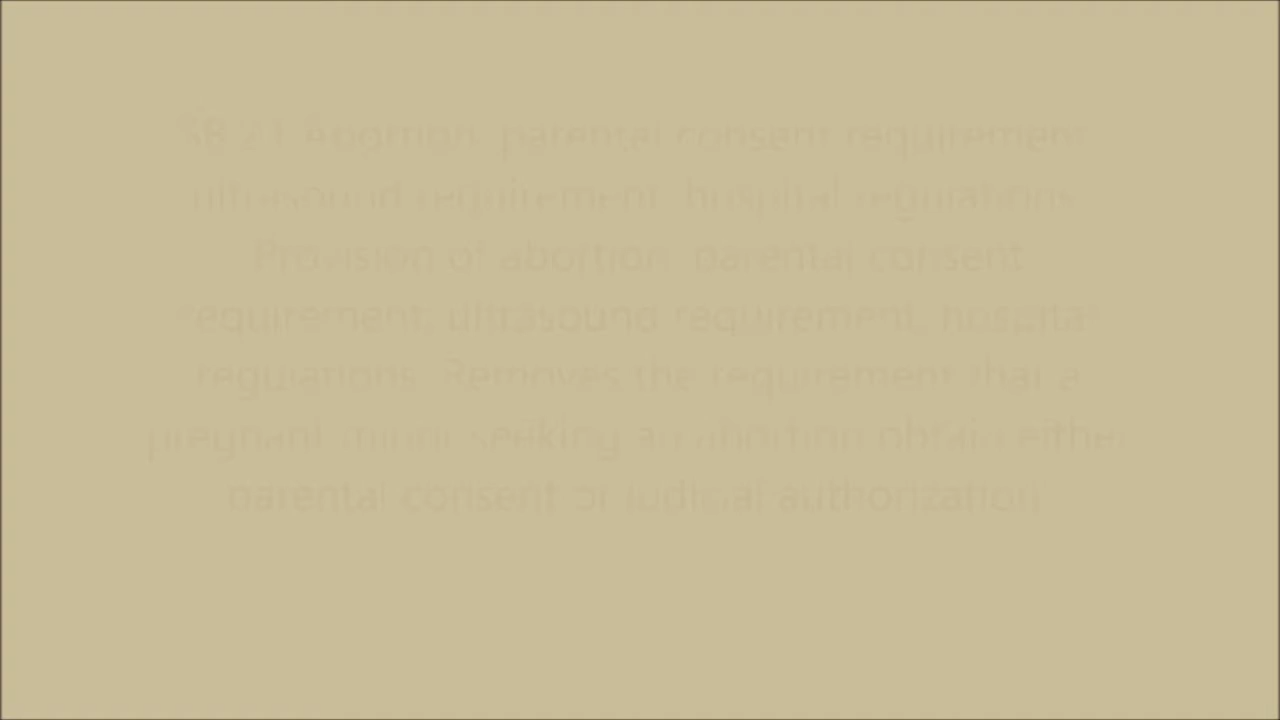 Abortion, parental consent requirement
ultrasound requirement, hospital regulations.
Provision of abortion, parental consent
requirement, ultrasound requirement, hospital
regulations. Removes the requirement that a
pregnant minor seeking an abortion obtain either
parental consent or judicial authorization